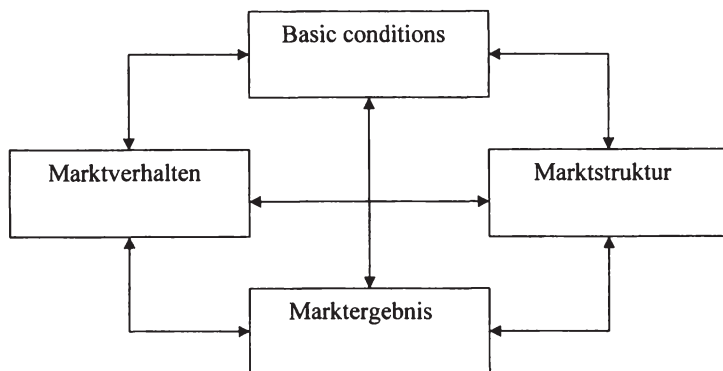 Basic conditions
Marktverhalten
Marktstruktur
Marktergebnis